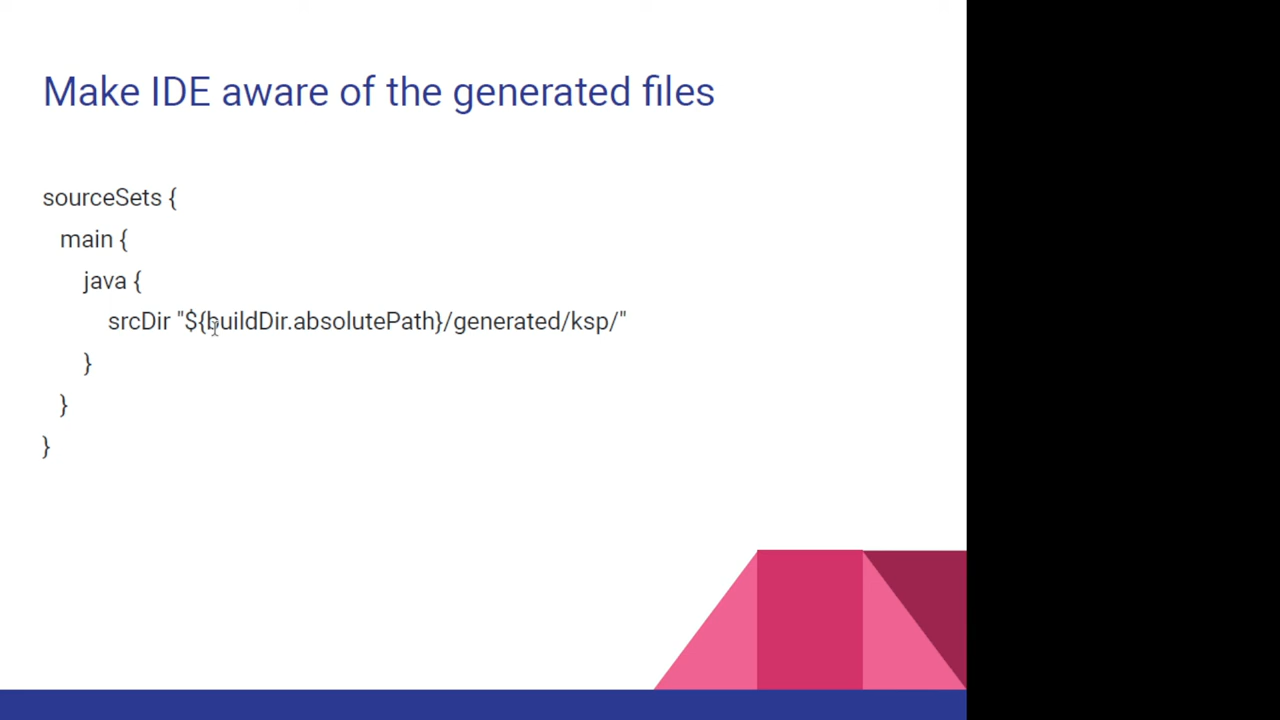 Make IDE aware of the generated files
sourceSets {
main {
java {
srcDir "${buildDir.absolutePath}/generated/ksp/"
}
}
}